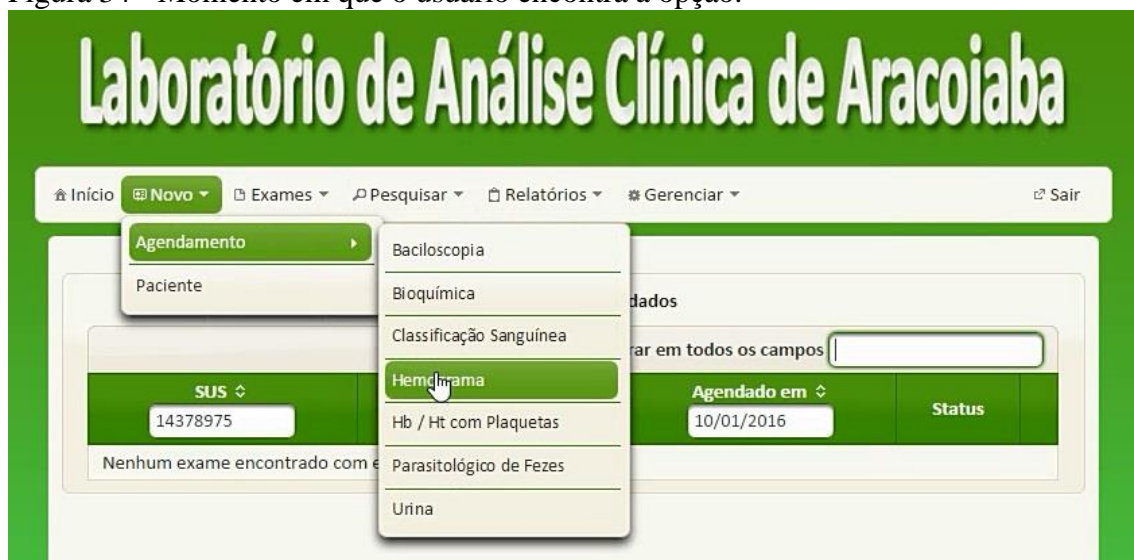 Figura 34 - Momento em que o usuário encontra a opção.
Laboratório de Análise Clínica de Aracoiaba
Início Novo Exames Pesquisar Relatórios Gerenciar Sair
Agendamento
Paciente
Baciloscopia
Bioquímica
Classificação Sanguínea
Hemograma
Hb / Ht com Plaquetas
Parasitológico de Fezes
Urina
dados
rar em todos os campos
SUS Agendado em Status
14378975 10/01/2016
Nenhum exame encontrado com e